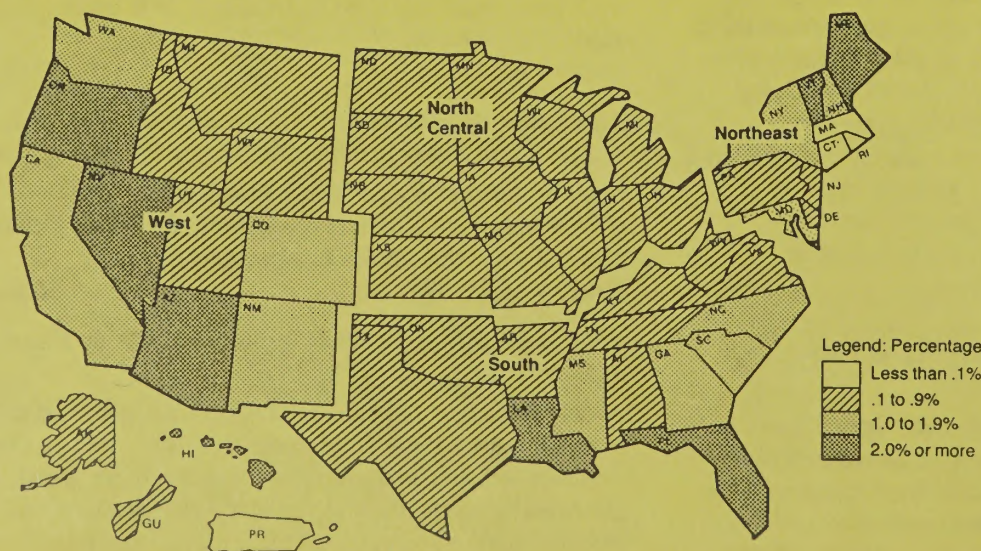 WA
MT
ND
MN
ME
ID
OR
North
Central
WI
MI
NY
NH
Northeast
MA
SD
WY
CT
RI
CA
NV
NB
IA
PA
NJ
UT
IL
IN
OH
MD
DE
West
CO
KS
MO
WV
VA
KY
AZ
NM
NC
TN
TX
OK
AR
SC
South
Legend: Percentage
MS
AL
GA
Less than .1%
LA
.1 to .9%
1.0 to 1.9%
AK
HI
2.0% or more
GU
PR